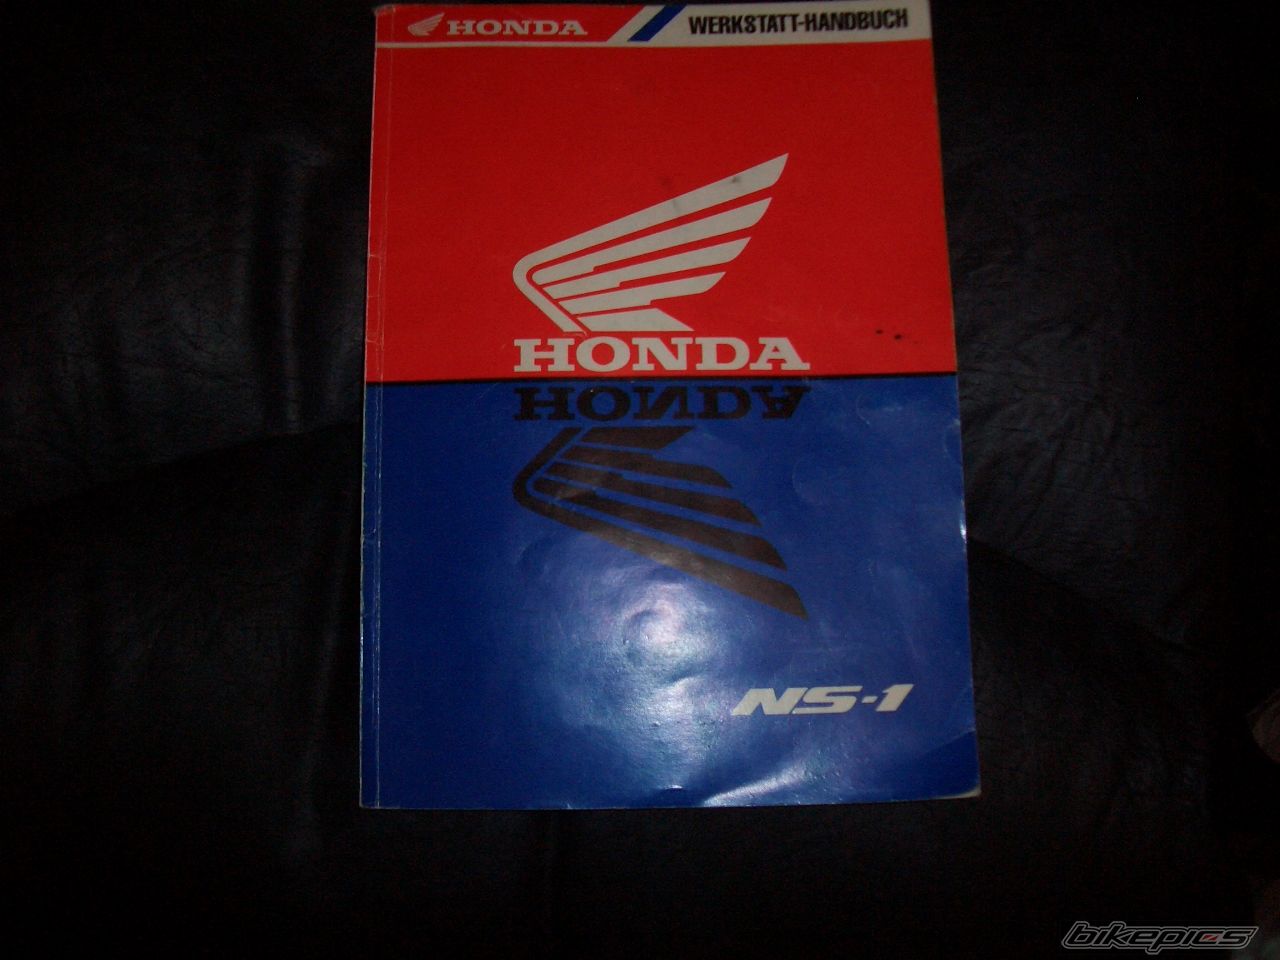 HONDA WERKSTATT-HANDBUCH
HONDA
HONDA
NS-1
bikepics